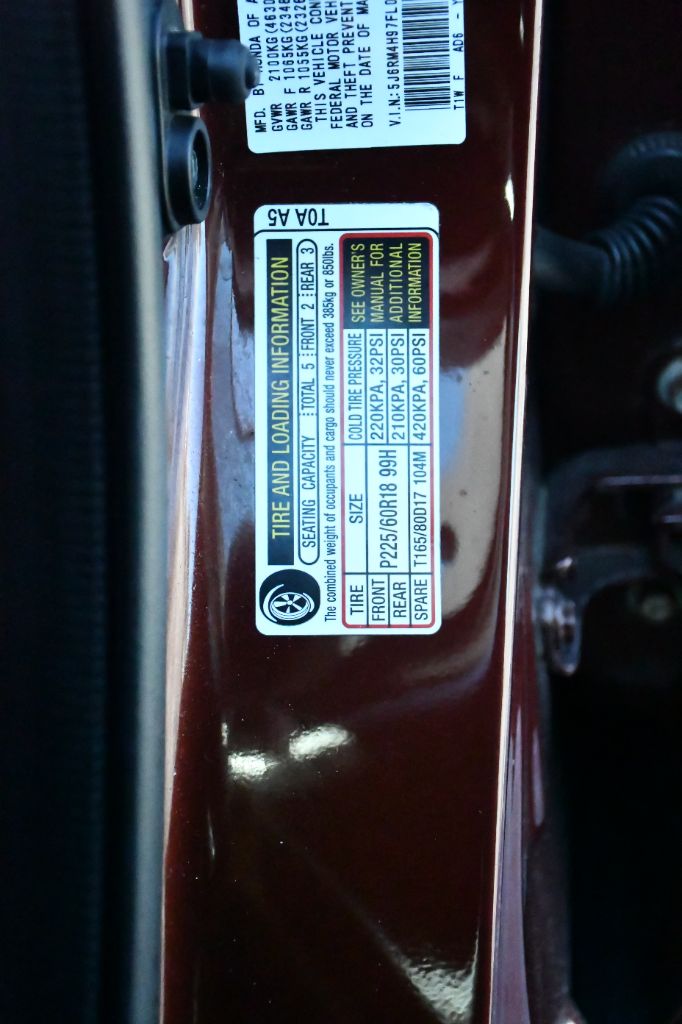 MFD. BY HONDA OF A
GVWR 2100KG(4630
GAWR F 1065KG(2348
GAWR R 1055KG(2326
THIS VEHICLE CON
FEDERAL MOTOR VEH
AND THEFT PREVENT
ON THE DATE OF MA
V.I.N.: 5J6RM4H97FL0
T1W F AD6 - Y
TIRE AND LOADING INFORMATION
T0A A5
SEATING CAPACITY TOTAL 5 FRONT 2 REAR 3
The combined weight of occupants and cargo should never exceed 385kg or 850lbs.
TIRE SIZE COLD TIRE PRESSURE
FRONT P225/60R18 99H 220KPA, 32PSI
REAR 210KPA, 30PSI
SPARE T165/80D17 104M 420KPA, 60PSI
SEE OWNER'S
MANUAL FOR
ADDITIONAL
INFORMATION